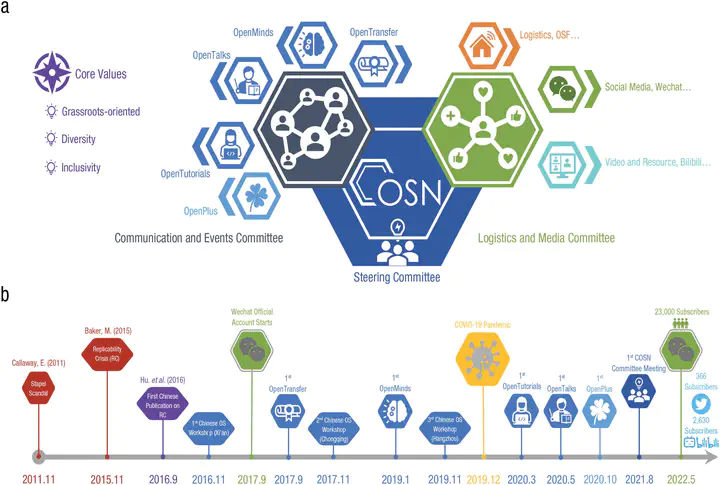 a
OpenMinds
OpenTransfer
OpenTalks
OpenTutorials
OpenPlus
Core Values
Grassroots-oriented
Diversity
Inclusivity
Logistics, OSF…
Social Media, Wechat…
Video and Resource, Bilibili…
COSN
Communication and Events Committee
Logistics and Media Committee
Steering Committee
b
Callaway, E. (2011)
Stapel
Scandal
Baker, M. (2015)
Replicability
Crisis (RC)
Hu. et al. (2016)
First Chinese
Publication on
RC
1st Chinese OS
Workshop (Xi'an)
Wechat Official
Account Starts
1st
OpenTransfer
2nd Chinese OS
Workshop
(Chongqing)
1st
OpenMinds
3rd Chinese OS
Workshop
(Hangzhou)
COVID-19 Pandemic
1st
OpenTutorials
1st
OpenTalks
1st
OpenPlus
1st COSN
Committee Meeting
23,000 Subscribers
366
Subscribers
2,630
Subscribers
bilibili
2011.11
2015.11
2016.9
2016.11
2017.9
2017.9
2017.11
2019.1
2019.11
2019.12
2020.3
2020.5
2020.10
2021.8
2022.5